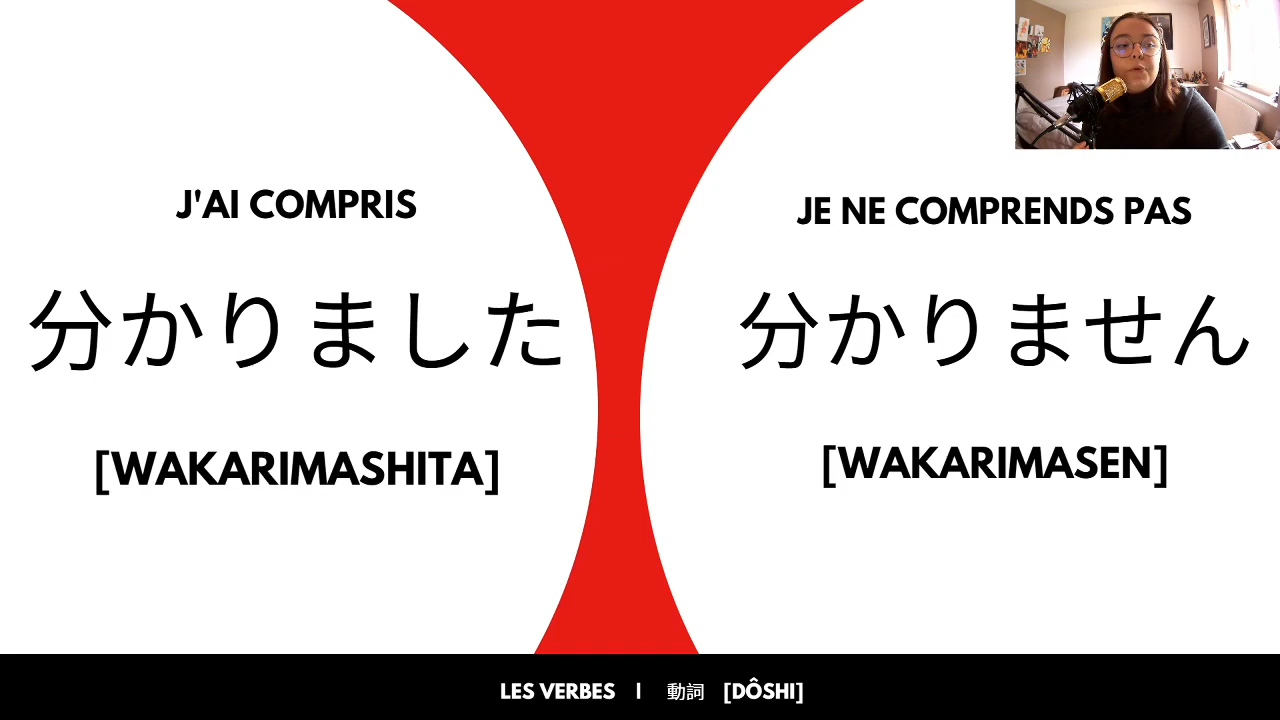 J'AI COMPRIS
分かりました
[WAKARIMASHITA]
JE NE COMPRENDS PAS
分かりません
[WAKARIMASEN]
LES VERBES | 動詞 [DÔSHI]